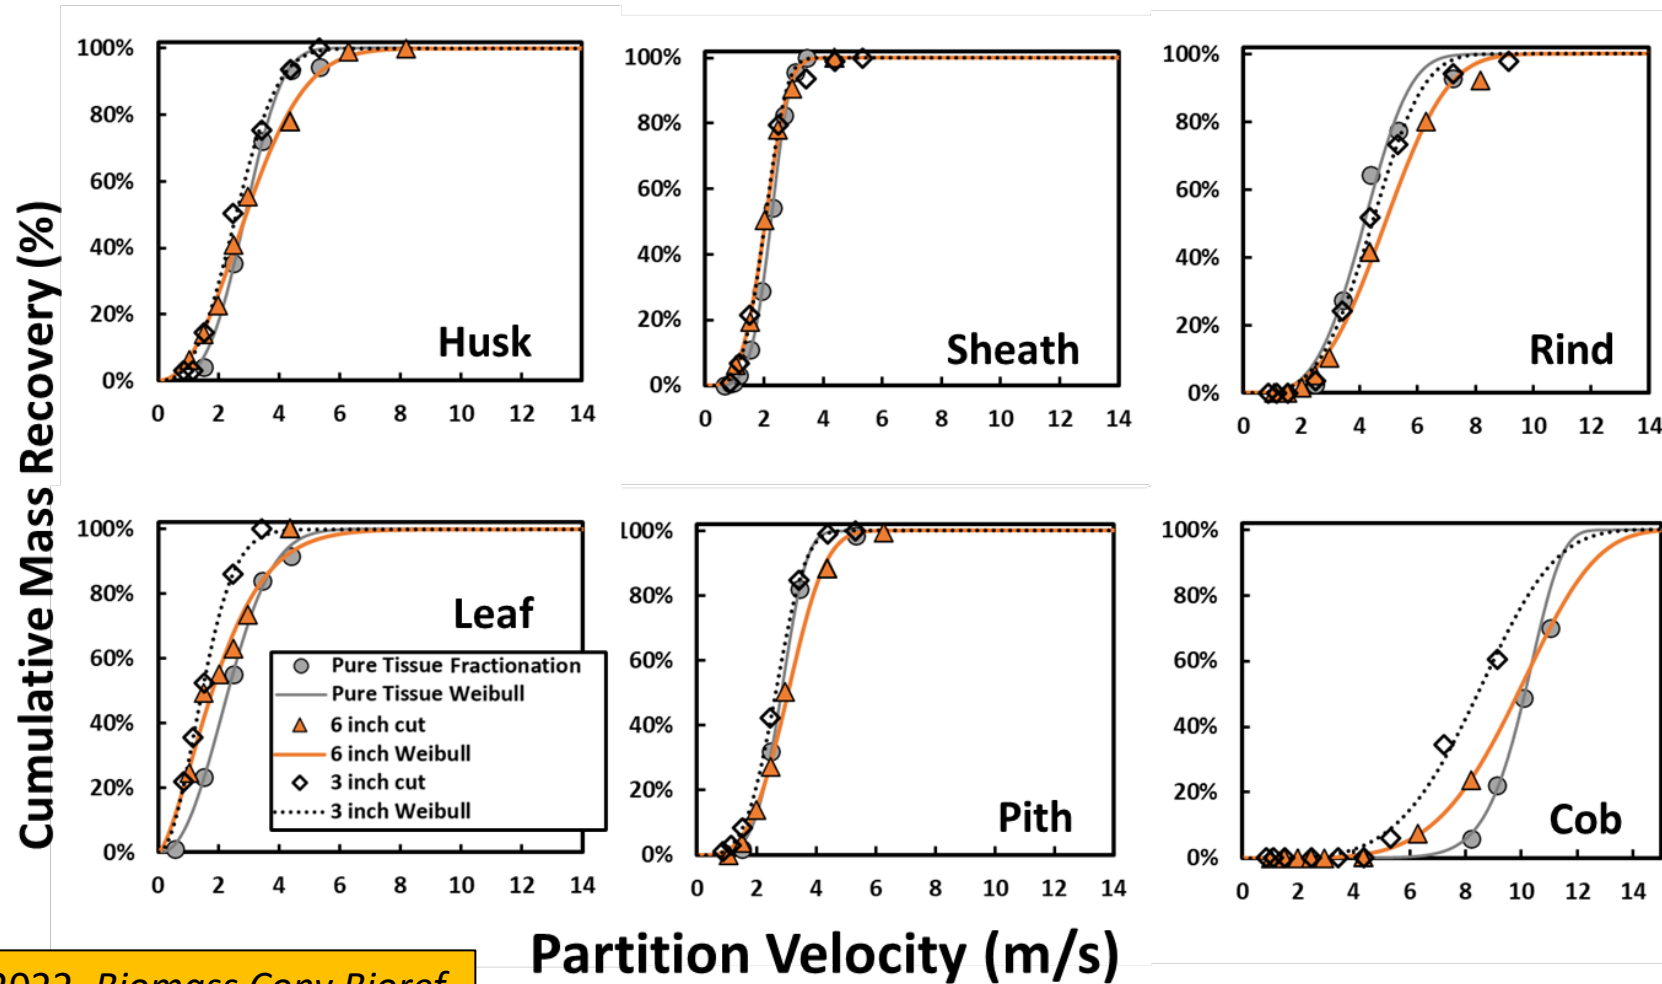 Cumulative Mass Recovery (%)
100%
80%
60%
40%
20%
0%
0 2 4 6 8 10 12 14
Husk
100%
80%
60%
40%
20%
0%
0 2 4 6 8 10 12 14
Sheath
100%
80%
60%
40%
20%
0%
0 2 4 6 8 10 12 14
Rind
100%
80%
60%
40%
20%
0%
0 2 4 6 8 10 12 14
Leaf
Pure Tissue Fractionation
Pure Tissue Weibull
6 inch cut
6 inch Weibull
3 inch cut
3 inch Weibull
100%
80%
60%
40%
20%
0%
0 2 4 6 8 10 12 14
Pith
100%
80%
60%
40%
20%
0%
0 2 4 6 8 10 12 14
Cob
Partition Velocity (m/s)
2022, Biomass Conv Bioref